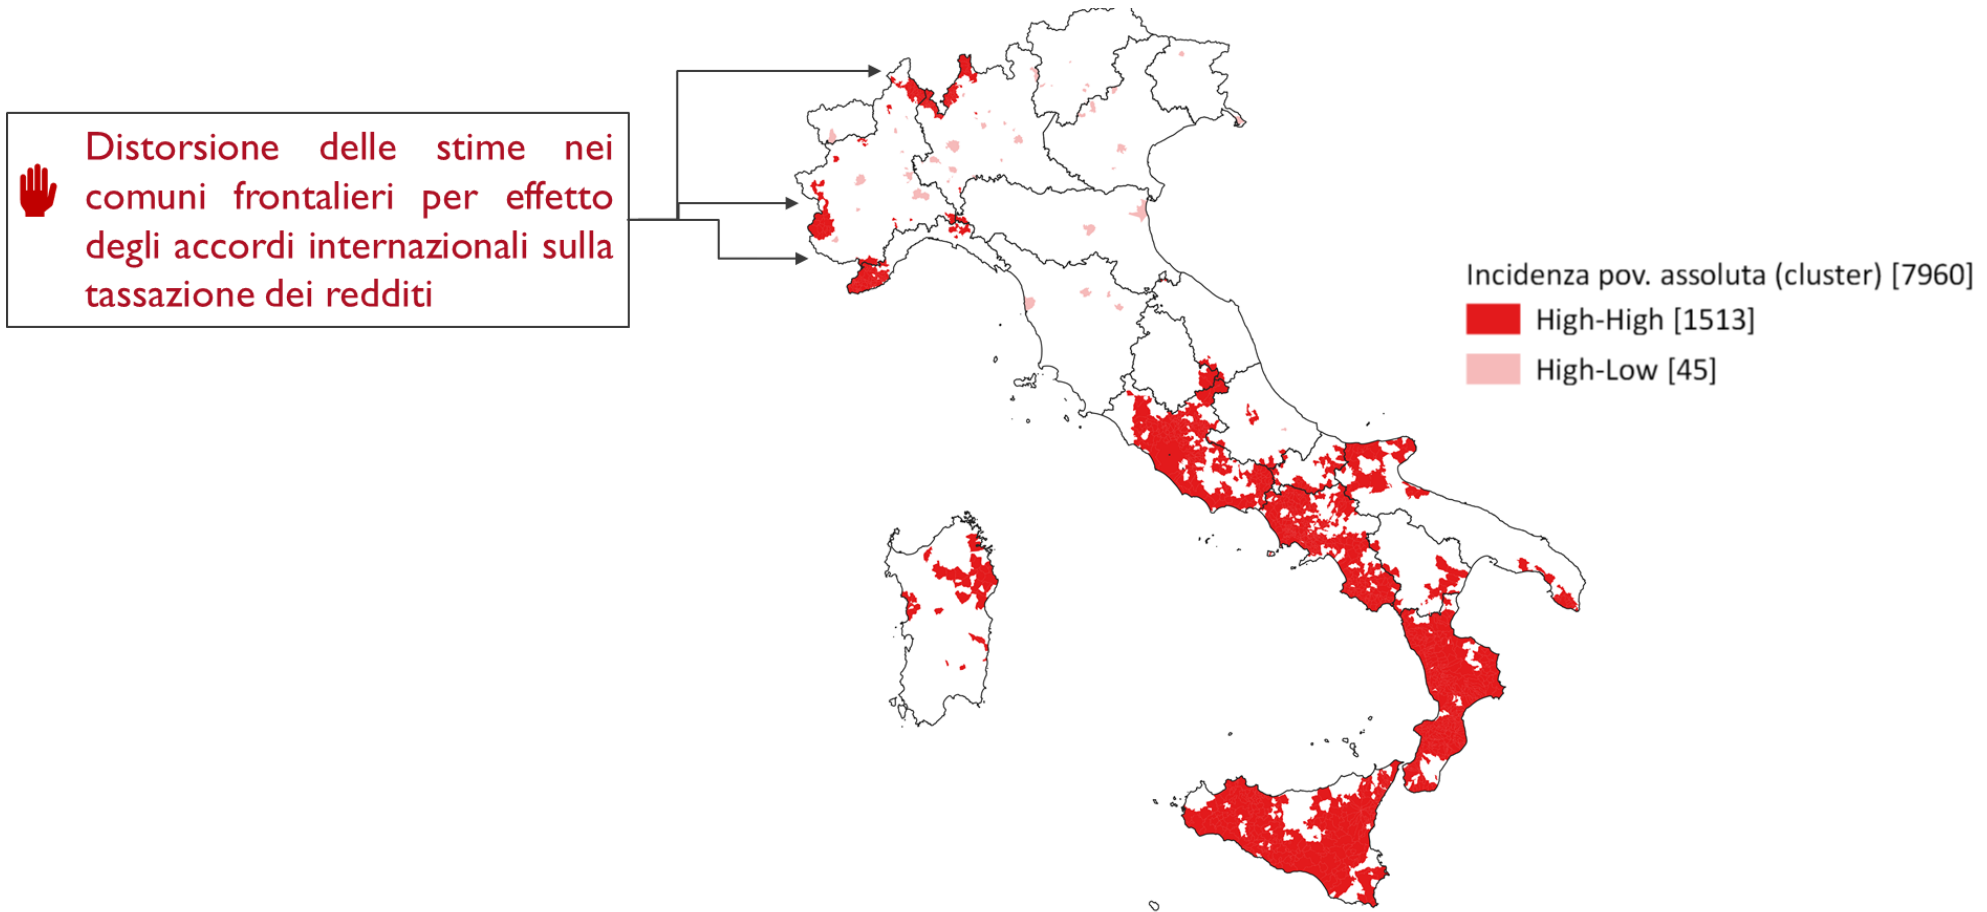 Distorsione delle stime nei
comuni frontalieri per effetto
degli accordi internazionali sulla
tassazione dei redditi
Incidenza pov. assoluta (cluster) [7960]
High-High [1513]
High-Low [45]